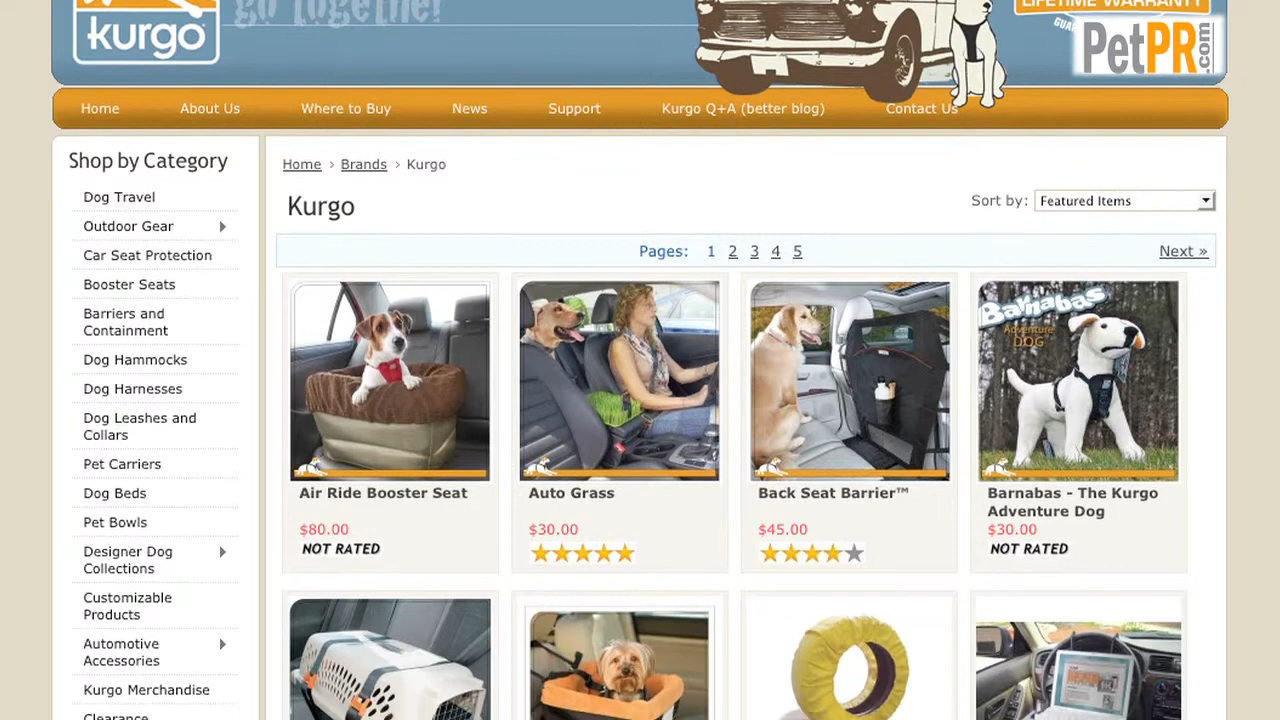 go together!
LIFETIME WARRANTY
kurgo
PetPR.com
Home
About Us
Where to Buy
News
Support
Kurgo Q+A (better blog)
Contact Us
Shop by Category
Dog Travel
Outdoor Gear
Car Seat Protection
Booster Seats
Barriers and
Containment
Dog Hammocks
Dog Harnesses
Dog Leashes and
Collars
Pet Carriers
Dog Beds
Pet Bowls
Designer Dog
Collections
Customizable
Products
Automotive
Accessories
Kurgo Merchandise
Clearance
Home › Brands › Kurgo
Kurgo
Sort by: Featured Items
Pages: 1 2 3 4 5
Next »
Barnabas
Adventure
DOG
Air Ride Booster Seat
$80.00
NOT RATED
Auto Grass
$30.00
Back Seat Barrier™
$45.00
Barnabas - The Kurgo
Adventure Dog
$30.00
NOT RATED